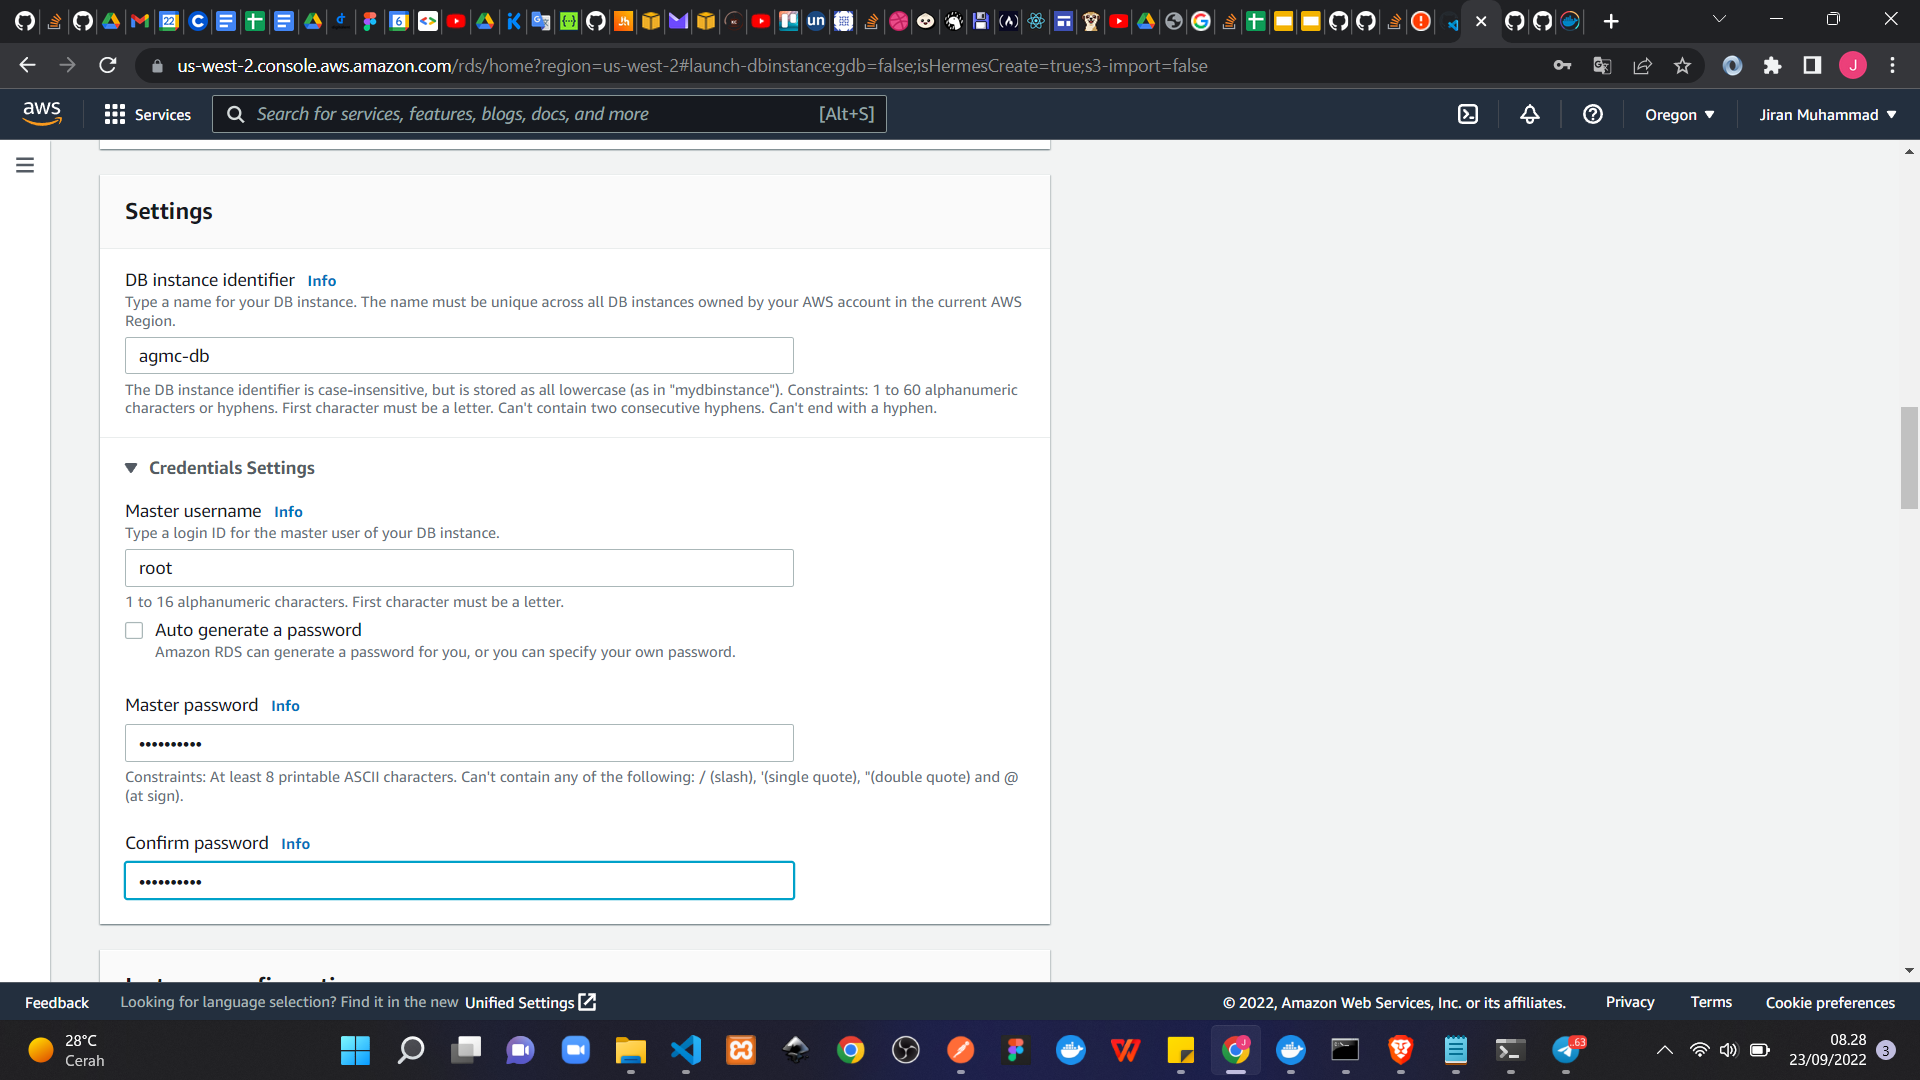 us-west-2.console.aws.amazon.com/rds/home?region=us-west-2#launch-dbinstance:gdb=false;isHermesCreate=true;s3-import=false
J
aws
Services
Search for services, features, blogs, docs, and more
[Alt+S]
Oregon
Jiran Muhammad
Settings
DB instance identifier Info
Type a name for your DB instance. The name must be unique across all DB instances owned by your AWS account in the current AWS
Region.
agmc-db
The DB instance identifier is case-insensitive, but is stored as all lowercase (as in "mydbinstance"). Constraints: 1 to 60 alphanumeric
characters or hyphens. First character must be a letter. Can't contain two consecutive hyphens. Can't end with a hyphen.
Credentials Settings
Master username Info
Type a login ID for the master user of your DB instance.
root
1 to 16 alphanumeric characters. First character must be a letter.
Auto generate a password
Amazon RDS can generate a password for you, or you can specify your own password.
Master password Info
••••••••••
Constraints: At least 8 printable ASCII characters. Can't contain any of the following: / (slash), '(single quote), "(double quote) and @
(at sign).
Confirm password Info
••••••••••
Feedback
Looking for language selection? Find it in the new Unified Settings
© 2022, Amazon Web Services, Inc. or its affiliates.
Privacy
Terms
Cookie preferences
28°C
Cerah
08.28
23/09/2022
3